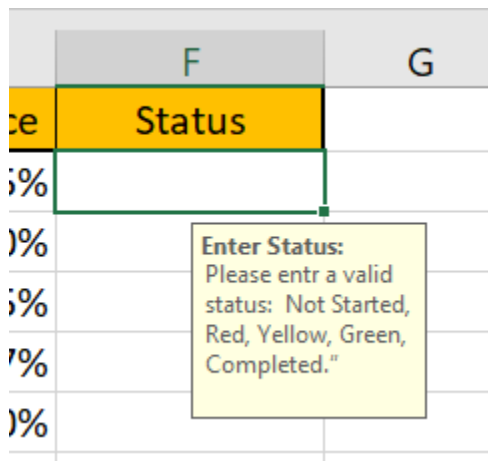 F G
ce Status
5%
0%
5%
7%
0%
Enter Status:
Please entr a valid
status:  Not Started,
Red, Yellow, Green,
Completed.”